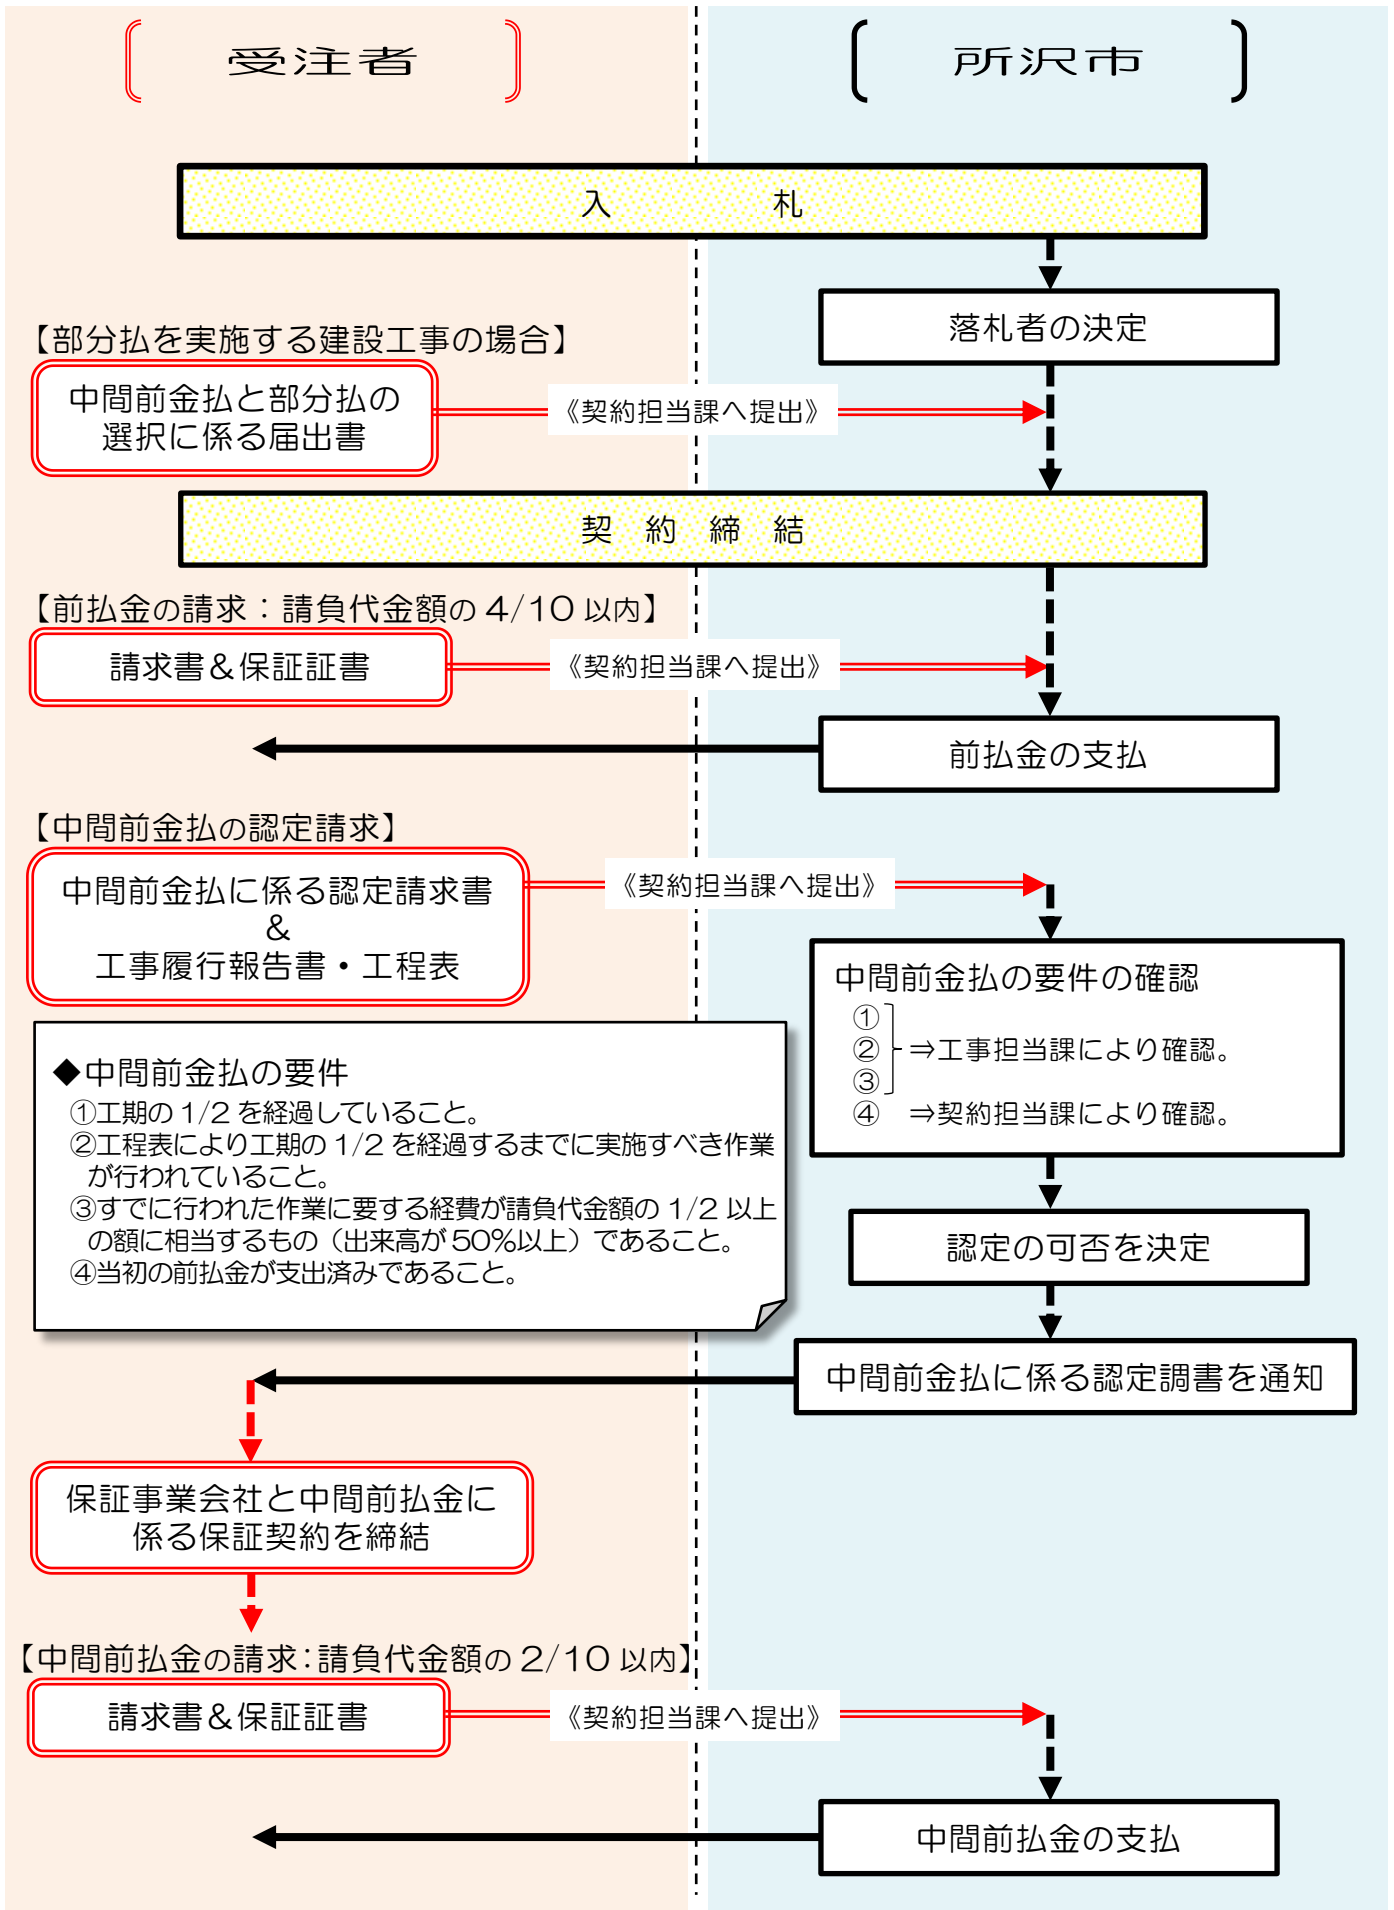 受注者
所沢市
入札
落札者の決定
【部分払を実施する建設工事の場合】
中間前金払と部分払の
選択に係る届出書
《契約担当課へ提出》
契約締結
【前払金の請求：請負代金額の4/10以内】
請求書＆保証証書
《契約担当課へ提出》
前払金の支払
【中間前金払の認定請求】
中間前金払に係る認定請求書
＆
工事履行報告書・工程表
《契約担当課へ提出》
中間前金払の要件の確認
①
② ⇒工事担当課により確認。
③
④ ⇒契約担当課により確認。
◆中間前金払の要件
①工期の1/2を経過していること。
②工程表により工期の1/2を経過するまでに実施すべき作業
が行われていること。
③すでに行われた作業に要する経費が請負代金額の1/2以上
の額に相当するもの（出来高が50％以上）であること。
④当初の前払金が支出済みであること。
認定の可否を決定
中間前金払に係る認定調書を通知
保証事業会社と中間前払金に
係る保証契約を締結
【中間前払金の請求：請負代金額の2/10以内】
請求書＆保証証書
《契約担当課へ提出》
中間前払金の支払